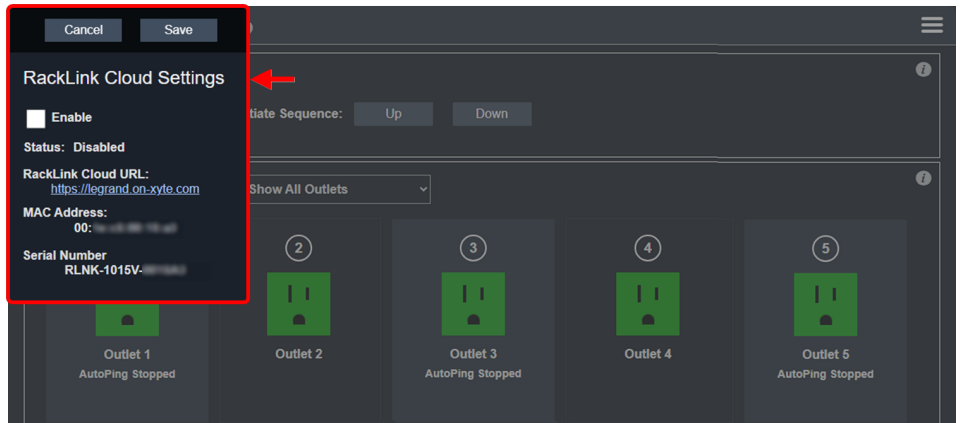 Cancel Save
RackLink Cloud Settings
Enable
Status: Disabled
RackLink Cloud URL:
https://legrand.on-xyte.com
MAC Address:
00:
Serial Number
RLNK-1015V-
tiate Sequence: Up Down
Show All Outlets
2 3 4 5
Outlet 1 Outlet 2 Outlet 3 Outlet 4 Outlet 5
AutoPing Stopped AutoPing Stopped AutoPing Stopped